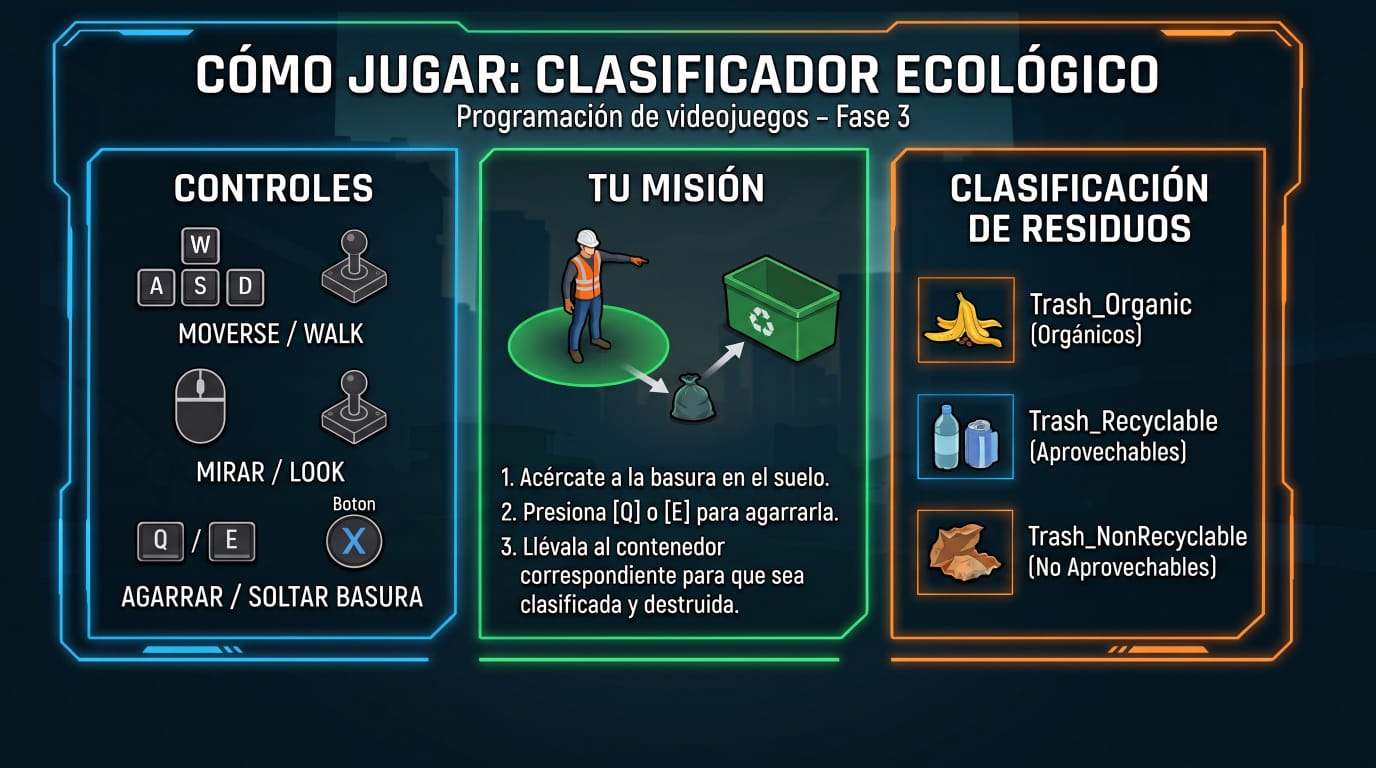 CÓMO JUGAR: CLASIFICADOR ECOLÓGICO
Programación de videojuegos – Fase 3
CONTROLES
W
A S D
MOVERSE / WALK
MIRAR / LOOK
Q / E
Boton
X
AGARRAR / SOLTAR BASURA
TU MISIÓN
1. Acércate a la basura en el suelo.
2. Presiona [Q] o [E] para agarrarla.
3. Llévala al contenedor
correspondiente para que sea
clasificada y destruida.
CLASIFICACIÓN
DE RESIDUOS
Trash_Organic
(Orgánicos)
Trash_Recyclable
(Aprovechables)
Trash_NonRecyclable
(No Aprovechables)